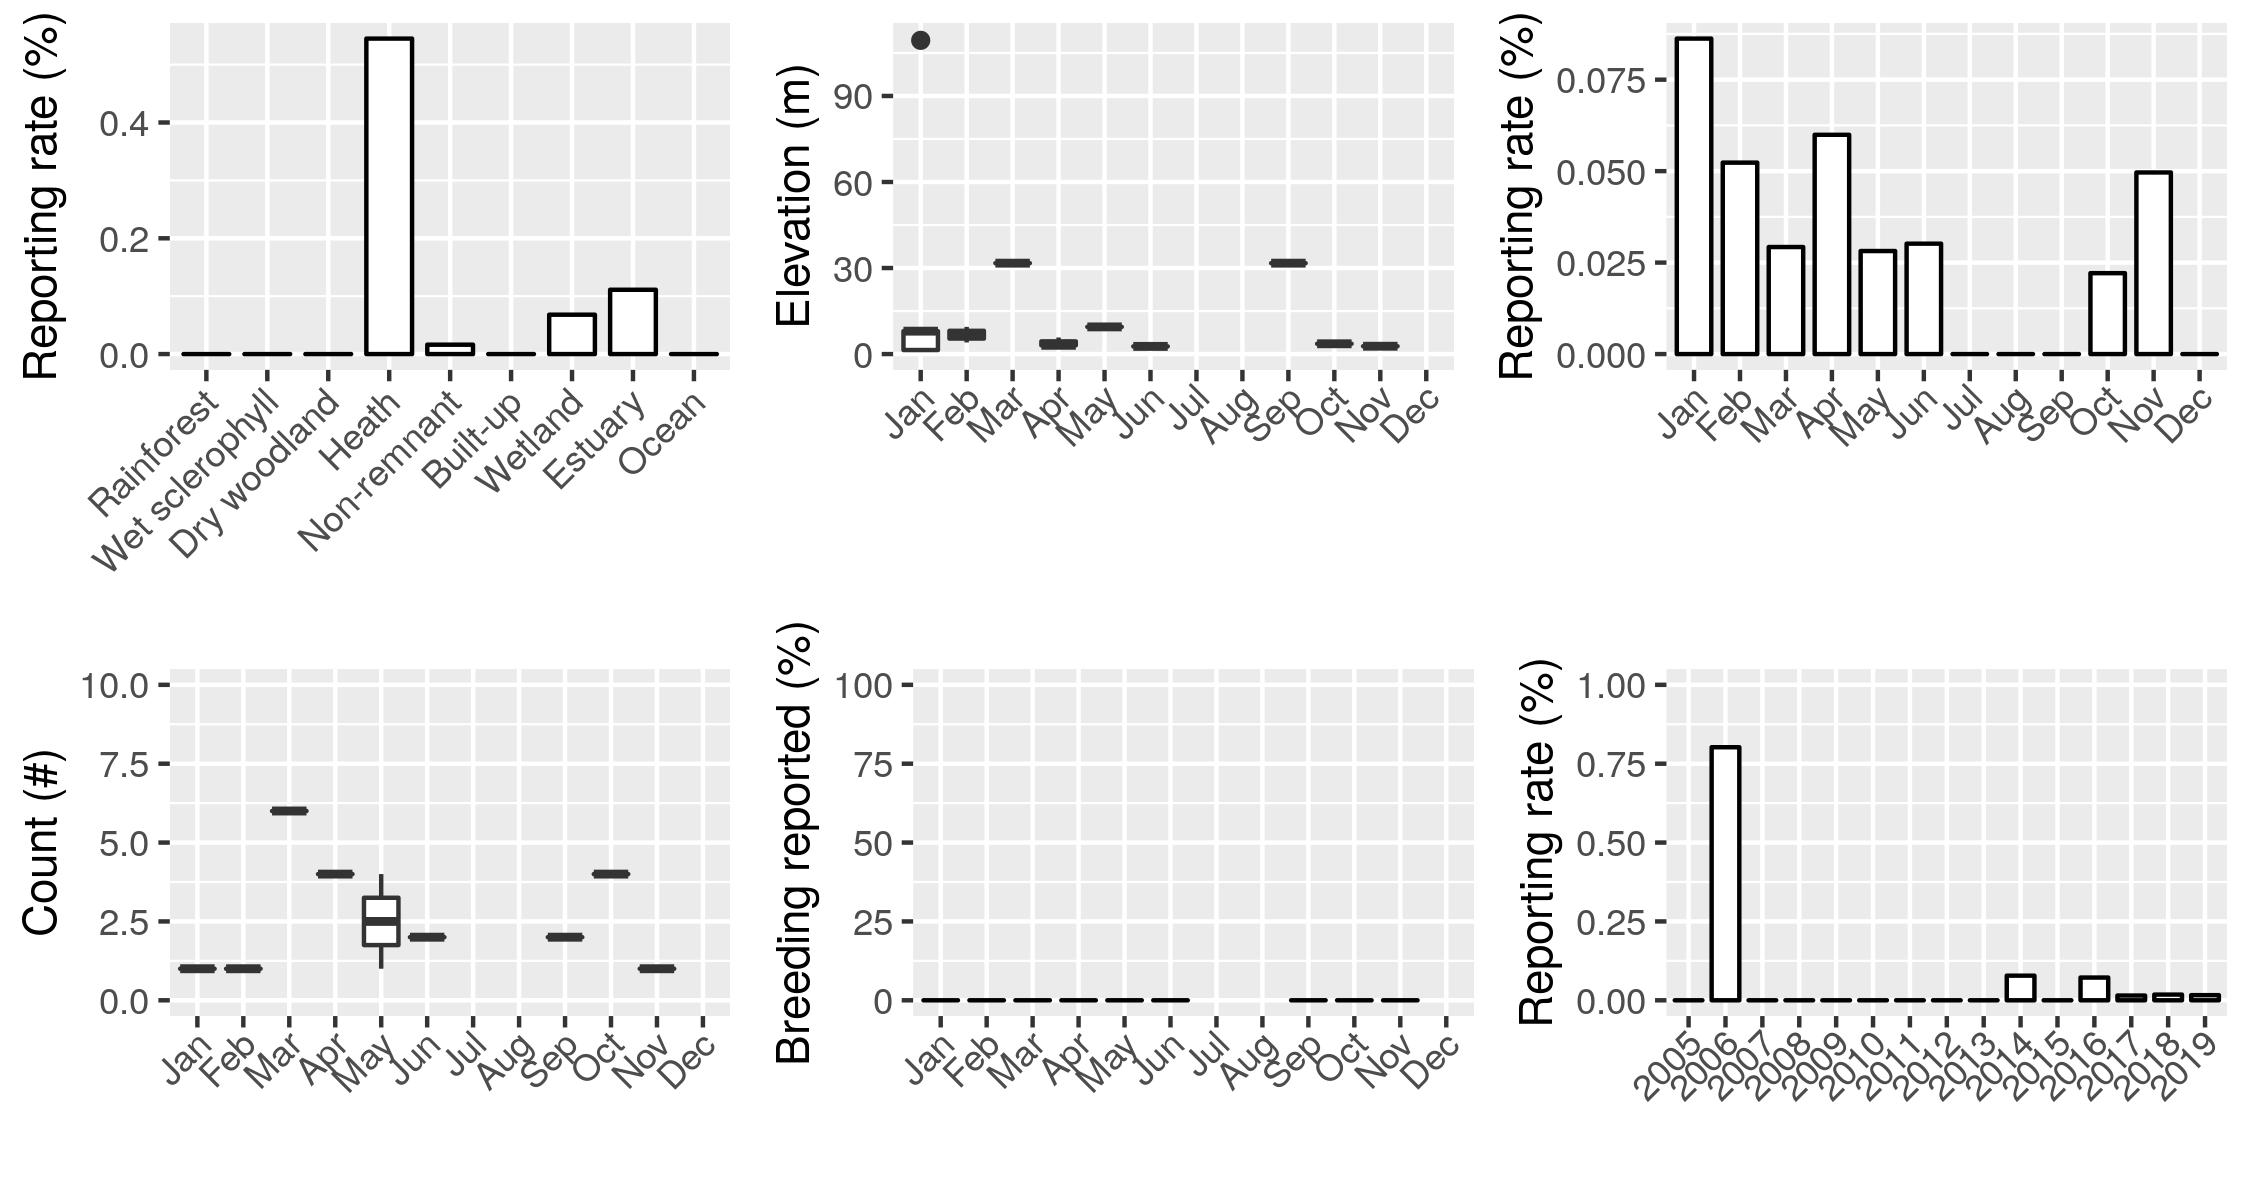 Reporting rate (%)
0.4
0.2
0.0
Rainforest
Wet sclerophyll
Dry woodland
Heath
Non-remnant
Built-up
Wetland
Estuary
Ocean
Elevation (m)
90
60
30
0
Jan
Feb
Mar
Apr
May
Jun
Jul
Aug
Sep
Oct
Nov
Dec
Reporting rate (%)
0.075
0.050
0.025
0.000
Jan
Feb
Mar
Apr
May
Jun
Jul
Aug
Sep
Oct
Nov
Dec
Count (#)
10.0
7.5
5.0
2.5
0.0
Jan
Feb
Mar
Apr
May
Jun
Jul
Aug
Sep
Oct
Nov
Dec
Breeding reported (%)
100
75
50
25
0
Jan
Feb
Mar
Apr
May
Jun
Jul
Aug
Sep
Oct
Nov
Dec
Reporting rate (%)
1.00
0.75
0.50
0.25
0.00
2005
2006
2007
2008
2009
2010
2011
2012
2013
2014
2015
2016
2017
2018
2019